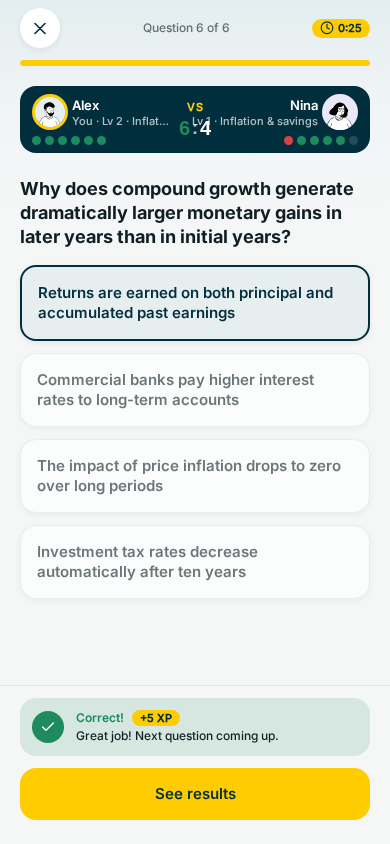 Question 6 of 6
0:25
Alex
VS
Nina
You · Lv 2 · Inflat...
6:4
Lv 1 · Inflation & savings
Why does compound growth generate
dramatically larger monetary gains in
later years than in initial years?
Returns are earned on both principal and
accumulated past earnings
Commercial banks pay higher interest
rates to long-term accounts
The impact of price inflation drops to zero
over long periods
Investment tax rates decrease
automatically after ten years
Correct!
+5 XP
Great job! Next question coming up.
See results